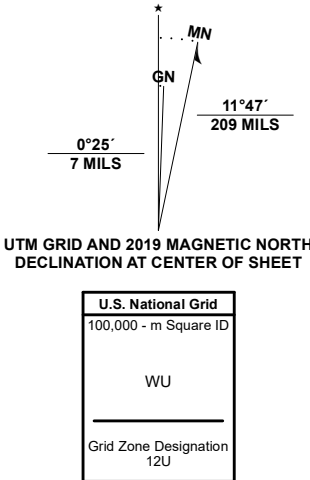 ★
MN
GN
11°47´
209 MILS
0°25´
7 MILS
UTM GRID AND 2019 MAGNETIC NORTH
DECLINATION AT CENTER OF SHEET
U.S. National Grid
100,000 - m Square ID
WU
Grid Zone Designation
12U